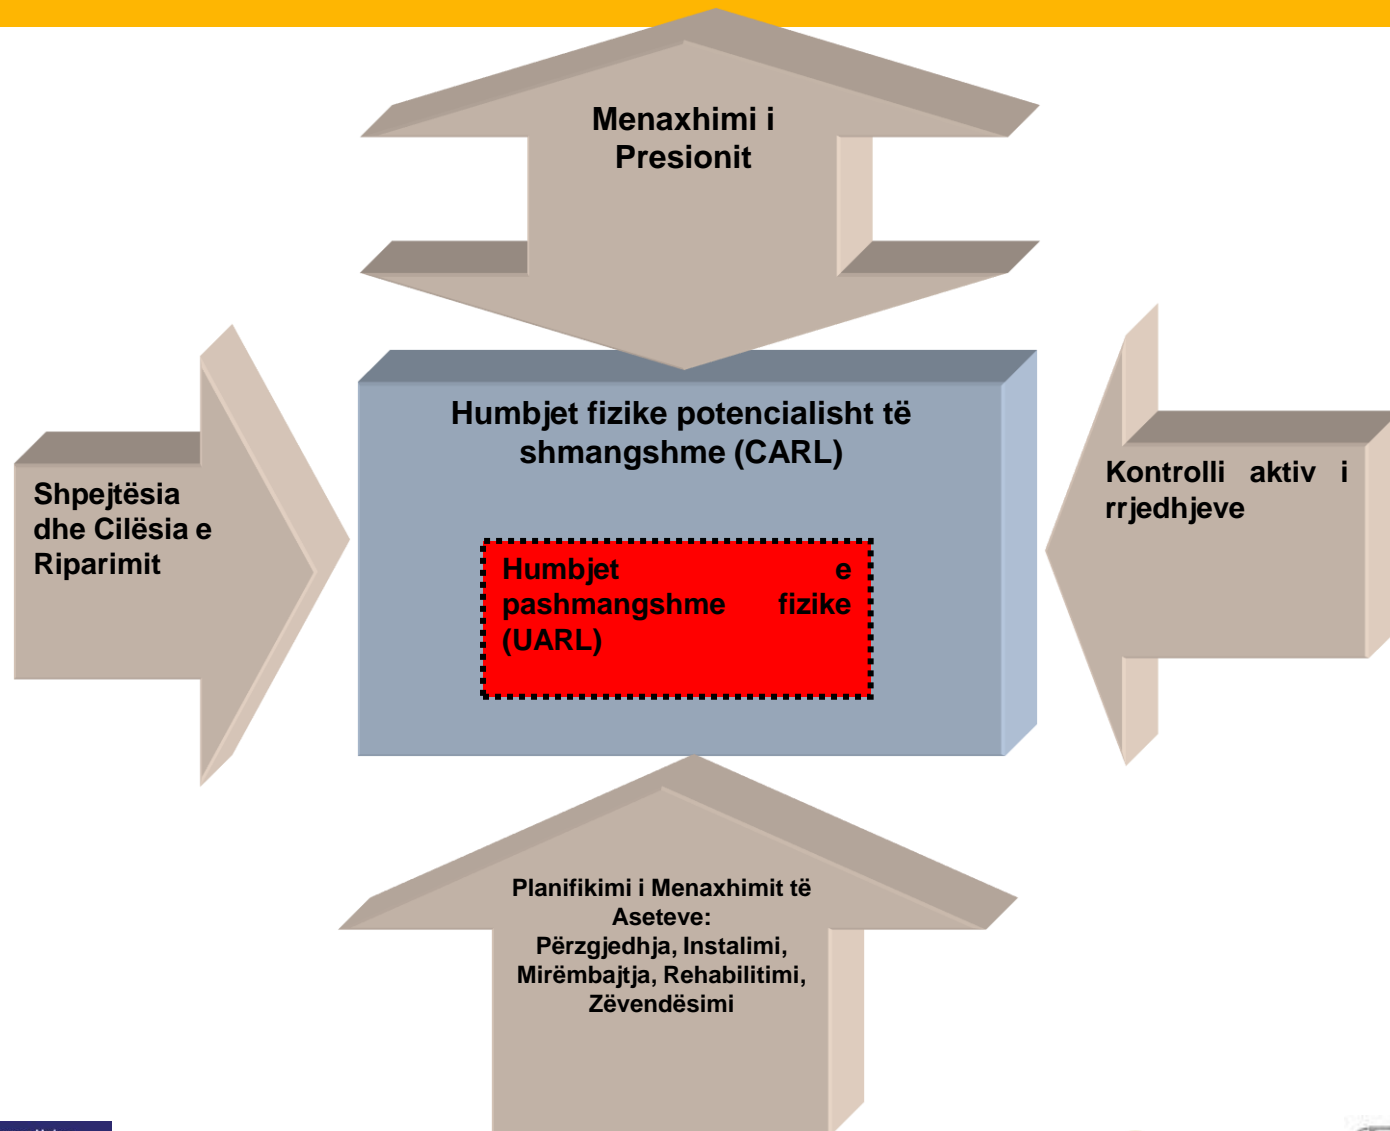 Menaxhimi i
Presionit
Humbjet fizike potencialisht të
shmangshme (CARL)
Shpejtësia
dhe Cilësia e
Riparimit
Kontrolli aktiv i
rrjedhjeve
Humbjet e
pashmangshme fizike
(UARL)
Planifikimi i Menaxhimit të
Aseteve:
Përzgjedhja, Instalimi,
Mirëmbajtja, Rehabilitimi,
Zëvendësimi